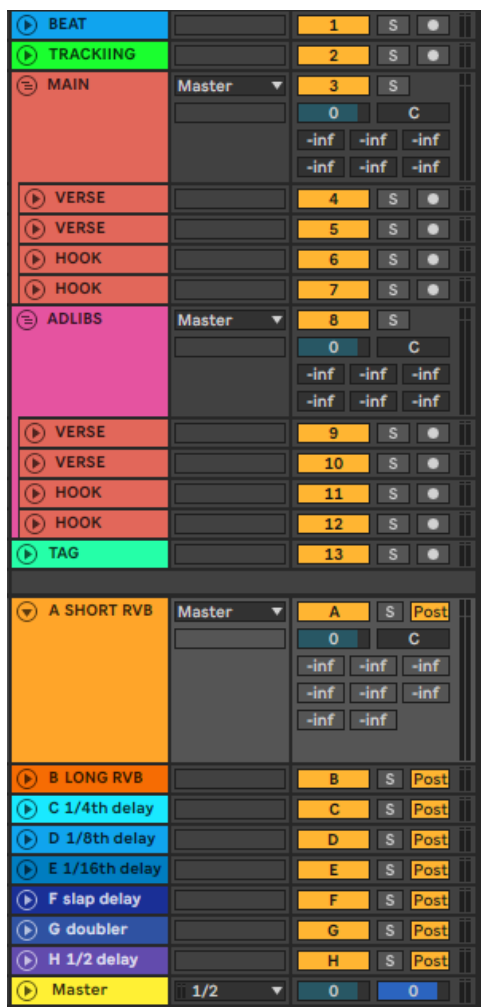 BEAT 1 S
TRACKIING 2 S
MAIN Master 3 S
0 C
-inf -inf -inf
-inf -inf -inf
VERSE 4 S
VERSE 5 S
HOOK 6 S
HOOK 7 S
ADLIBS Master 8 S
0 C
-inf -inf -inf
-inf -inf -inf
VERSE 9 S
VERSE 10 S
HOOK 11 S
HOOK 12 S
TAG 13 S
A SHORT RVB Master A S Post
0 C
-inf -inf -inf
-inf -inf -inf
-inf -inf
B LONG RVB B S Post
C 1/4th delay C S Post
D 1/8th delay D S Post
E 1/16th delay E S Post
F slap delay F S Post
G doubler G S Post
H 1/2 delay H S Post
Master 1/2 0 0